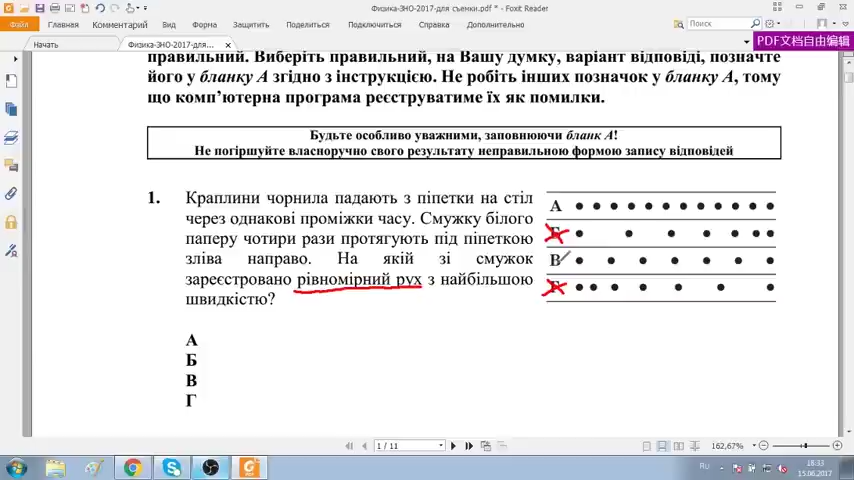 Физика-ЗНО-2017-для съемки.pdf * - Foxit Reader
Файл Главная Комментарий Вид Форма Защитить Поделиться Подключиться Справка Дополнительно Поиск
Начать Физика-ЗНО-2017-для... PDF文档自由编辑
правильний. Виберіть правильний, на Вашу думку, варіант відповіді, позначте
його у бланку А згідно з інструкцією. Не робіть інших позначок у бланку А, тому
що комп’ютерна програма реєструватиме їх як помилки.
Будьте особливо уважними, заповнюючи бланк А!
Не погіршуйте власноручно свого результату неправильною формою запису відповідей
1. Краплини чорнила падають з піпетки на стіл
через однакові проміжки часу. Смужку білого
паперу чотири рази протягують під піпеткою
зліва направо. На якій зі смужок
зареєстровано рівномірний рух з найбільшою
швидкістю?
А
Б
В
Г
А
Б
В
Г
1 / 11 162,67%
RU 18:33
15.06.2017